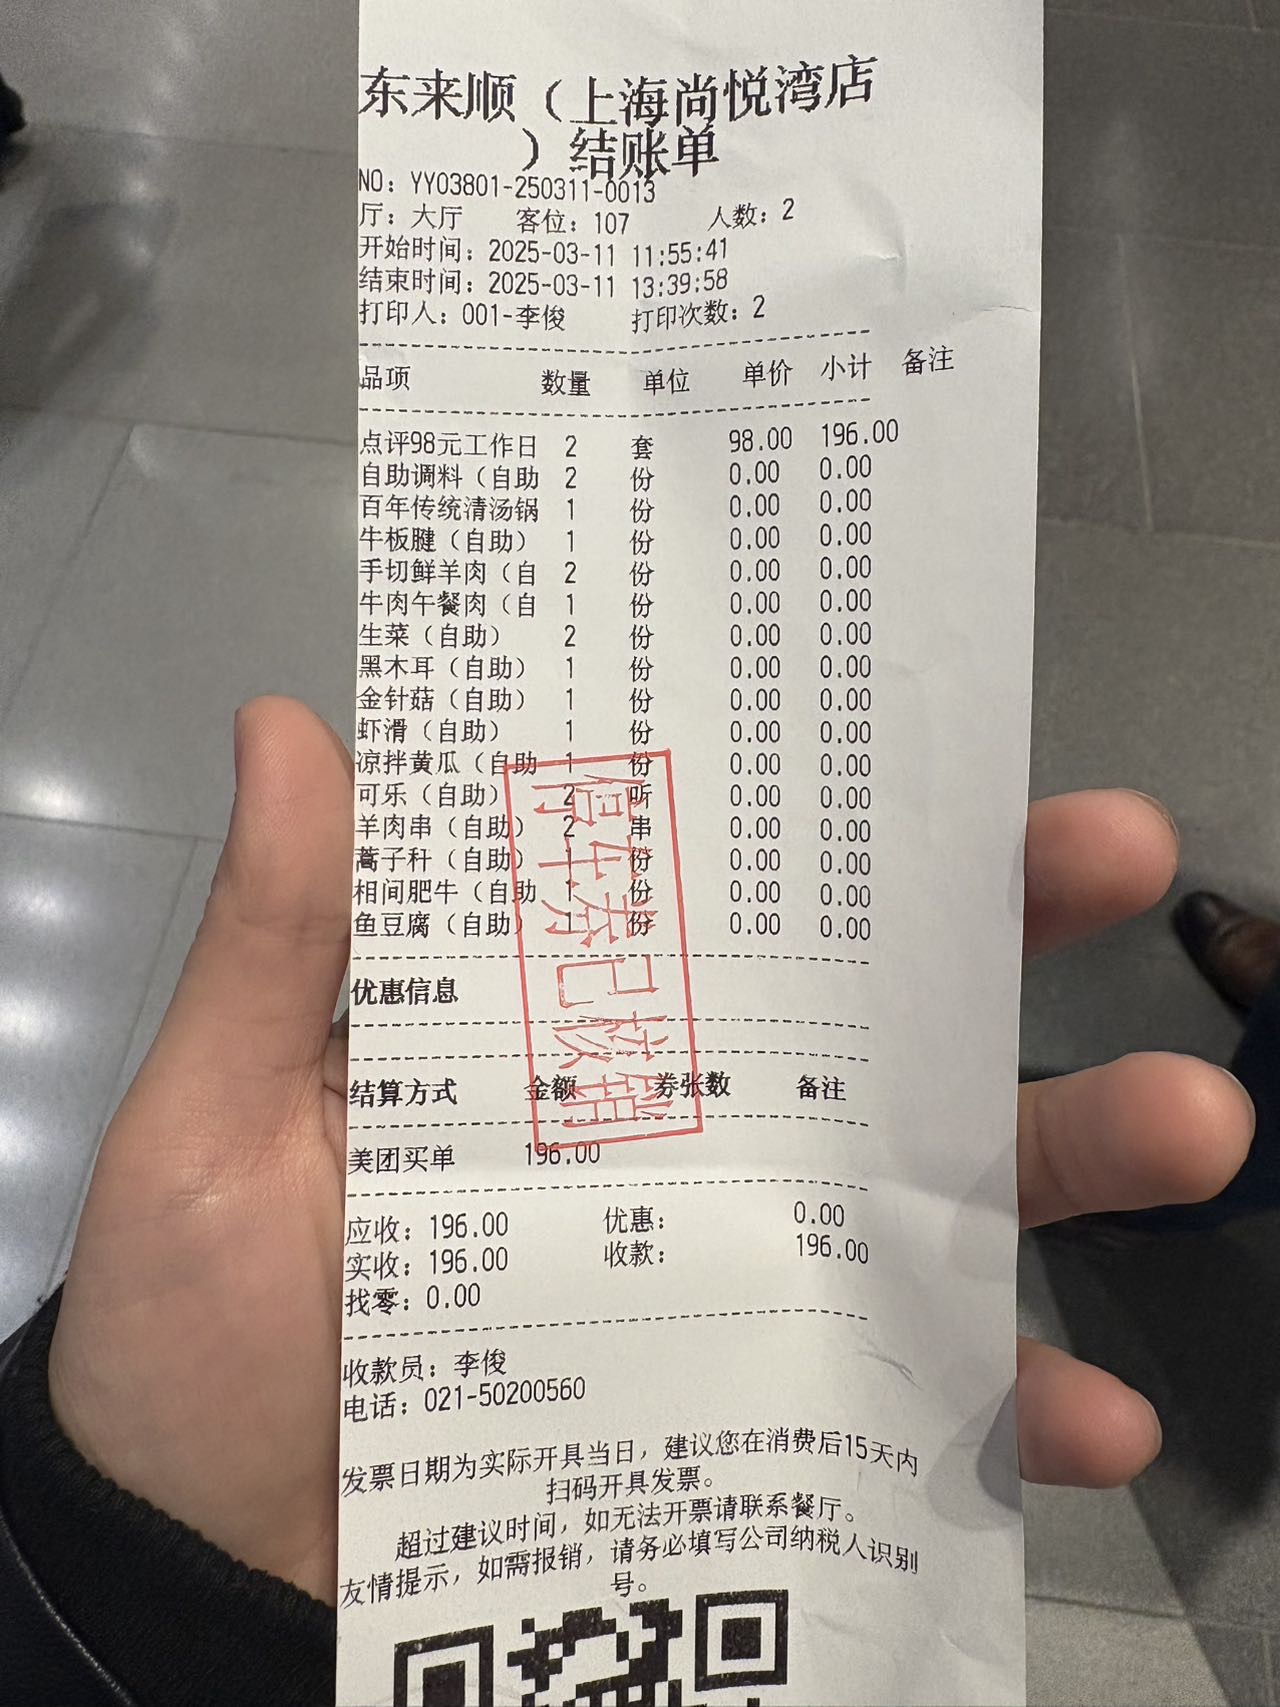 东来顺（上海尚悦湾店
）结账单
NO：YY03801-250311-0013
厅：大厅 客位：107 人数：2
开始时间：2025-03-11 11:55:41
结束时间：2025-03-11 13:39:58
打印人：001-李俊 打印次数：2
品项 数量 单位 单价 小计 备注
点评98元工作日 2 套 98.00 196.00
自助调料（自助 2 份 0.00 0.00
百年传统清汤锅 1 份 0.00 0.00
牛板腱（自助） 1 份 0.00 0.00
手切鲜羊肉（自 2 份 0.00 0.00
牛肉午餐肉（自 1 份 0.00 0.00
生菜（自助） 2 份 0.00 0.00
黑木耳（自助） 1 份 0.00 0.00
金针菇（自助） 1 份 0.00 0.00
虾滑（自助） 1 份 0.00 0.00
凉拌黄瓜（自助 1 份 0.00 0.00
可乐（自助） 2 听 0.00 0.00
羊肉串（自助） 2 串 0.00 0.00
蒿子秆（自助） 1 份 0.00 0.00
相间肥牛（自助 1 份 0.00 0.00
鱼豆腐（自助） 1 份 0.00 0.00
优惠信息
结算方式 金额 券张数 备注
美团买单 196.00
应收：196.00 优惠： 0.00
实收：196.00 收款： 196.00
找零：0.00
收款员：李俊
电话：021-50200560
发票日期为实际开具当日，建议您在消费后15天内
扫码开具发票。
超过建议时间，如无法开票请联系餐厅。
友情提示，如需报销，请务必填写公司纳税人识别
号。
停车券已核销